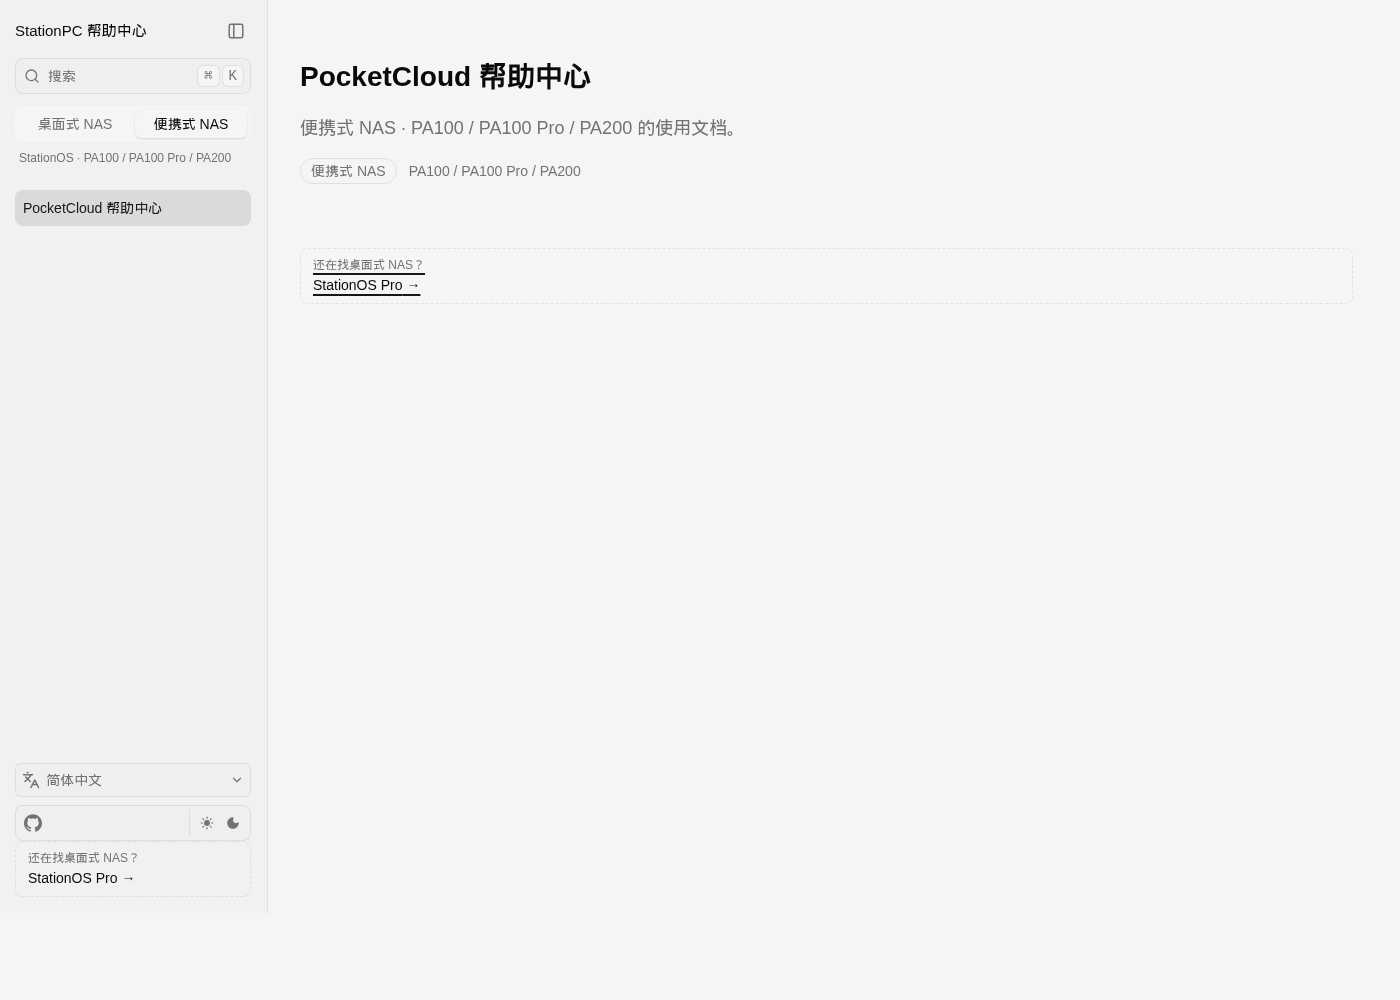 StationPC 帮助中心
搜索 ⌘ K
桌面式 NAS 便携式 NAS
StationOS · PA100 / PA100 Pro / PA200
PocketCloud 帮助中心
简体中文
还在找桌面式 NAS？
StationOS Pro →
PocketCloud 帮助中心
便携式 NAS · PA100 / PA100 Pro / PA200 的使用文档。
便携式 NAS PA100 / PA100 Pro / PA200
还在找桌面式 NAS？
StationOS Pro →